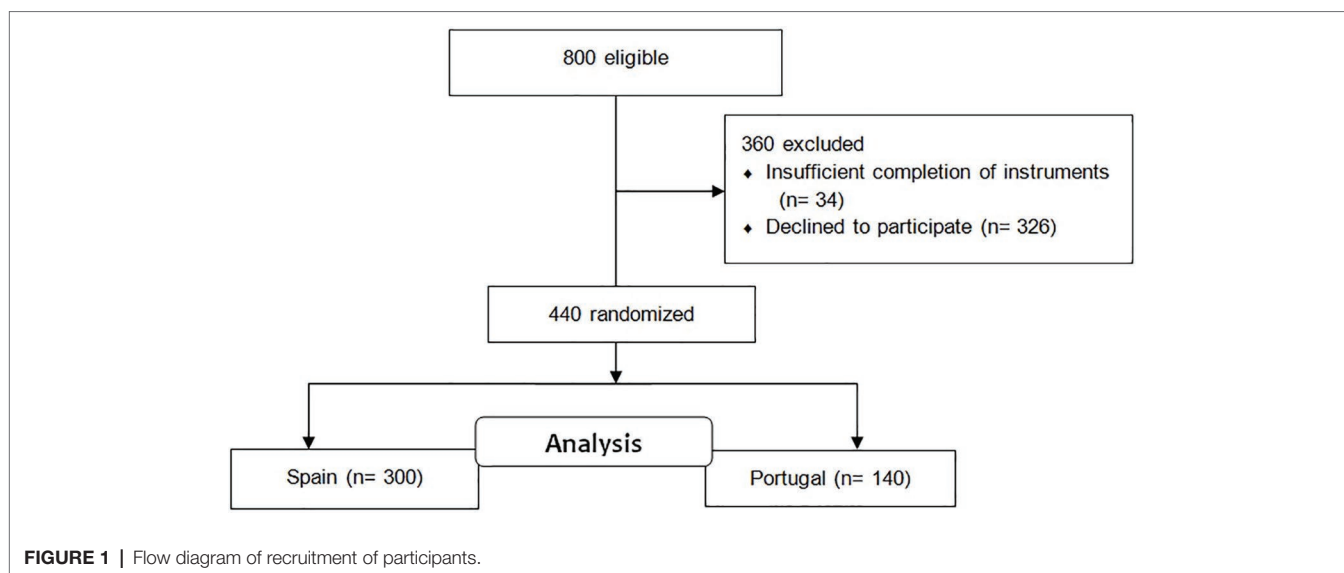 800 eligible
360 excluded
♦ Insufficient completion of instruments
(n= 34)
♦ Declined to participate (n= 326)
440 randomized
Analysis
Spain (n= 300)
Portugal (n= 140)
FIGURE 1 | Flow diagram of recruitment of participants.